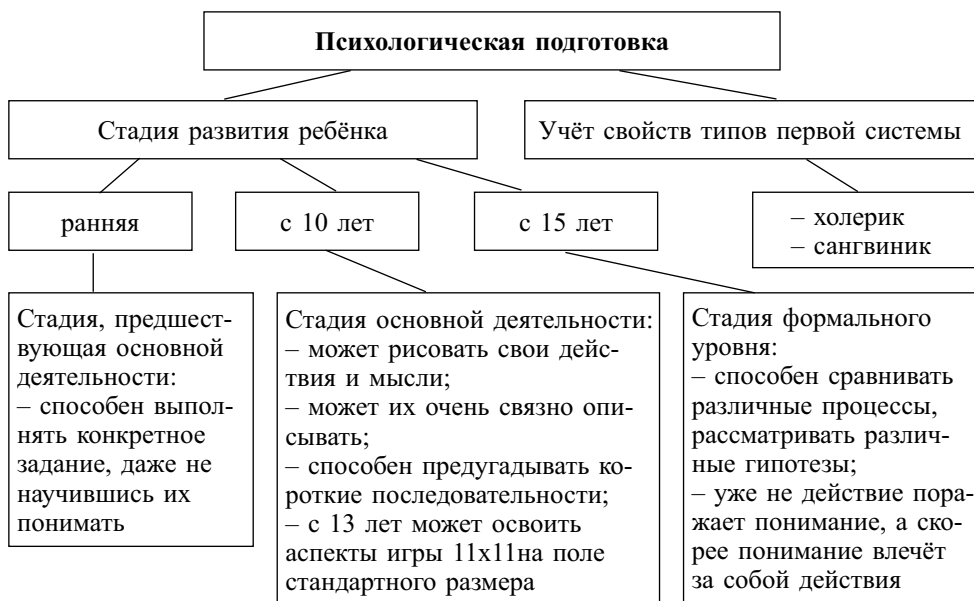 Психологическая подготовка
Стадия развития ребёнка
Учёт свойств типов первой системы
ранняя
с 10 лет
с 15 лет
– холерик
– сангвиник
Стадия, предшест-
вующая основной
деятельности:
– способен выпол-
нять конкретное
задание, даже не
научившись их
понимать
Стадия основной деятельности:
– может рисовать свои дей-
ствия и мысли;
– может их очень связно опи-
сывать;
– способен предугадывать ко-
роткие последовательности;
– с 13 лет может освоить
аспекты игры 11х11на поле
стандартного размера
Стадия формального
уровня:
– способен сравнивать
различные процессы,
рассматривать различ-
ные гипотезы;
– уже не действие пора-
жает понимание, а ско-
рее понимание влечёт
за собой действия